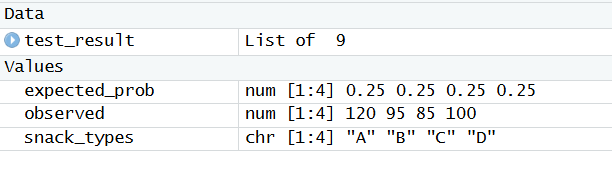 Data
test_result List of  9
Values
expected_prob num [1:4] 0.25 0.25 0.25 0.25
observed num [1:4] 120 95 85 100
snack_types chr [1:4] "A" "B" "C" "D"